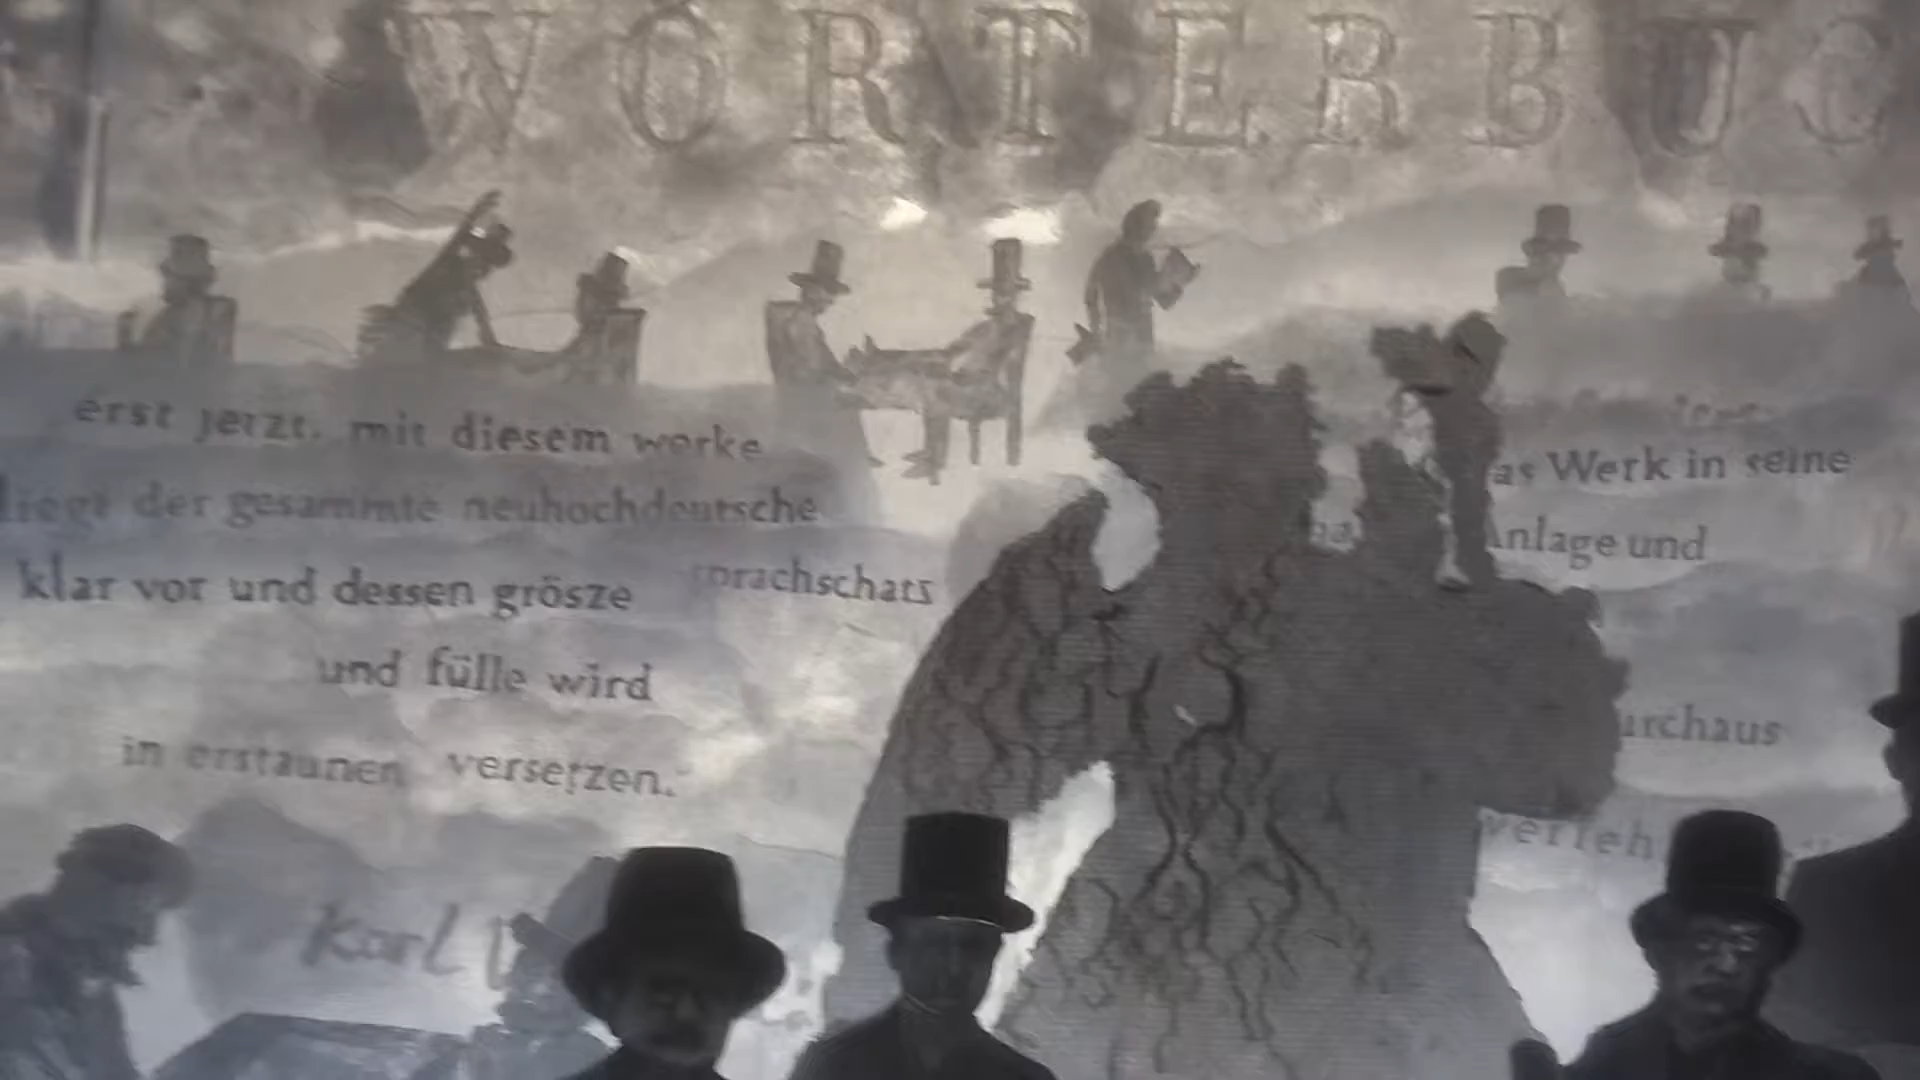 WÖRTERBUC
erst jetzt, mit diesem werke
liegt der gesammte neuhochdeutsche
klar vor und dessen grösze sprachschatz
und fülle wird
in erstaunen versetzen."
Karl
as Werk in seine
Anlage und
urchaus
verfeh